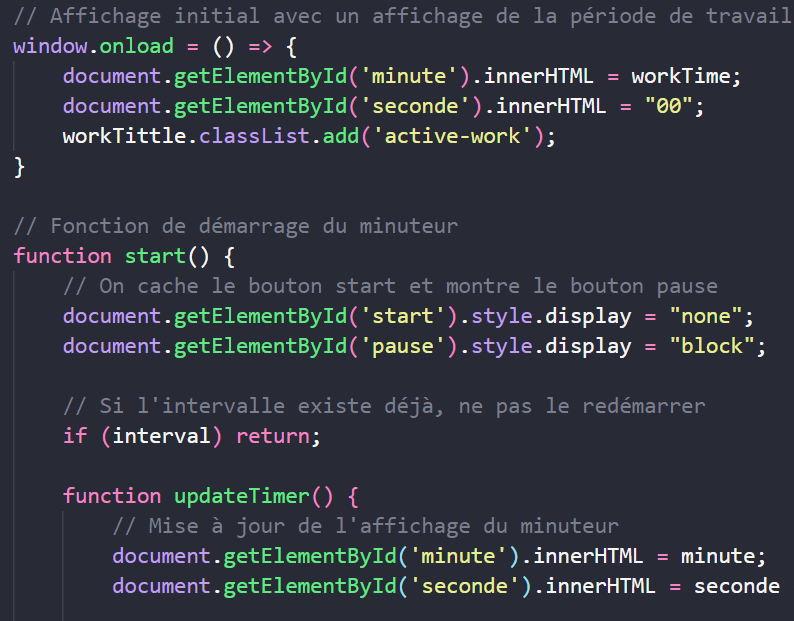 // Affichage initial avec un affichage de la période de travail
window.onload = () => {
    document.getElementById('minute').innerHTML = workTime;
    document.getElementById('seconde').innerHTML = "00";
    workTittle.classList.add('active-work');
}

// Fonction de démarrage du minuteur
function start() {
    // On cache le bouton start et montre le bouton pause
    document.getElementById('start').style.display = "none";
    document.getElementById('pause').style.display = "block";

    // Si l'intervalle existe déjà, ne pas le redémarrer
    if (interval) return;

    function updateTimer() {
        // Mise à jour de l'affichage du minuteur
        document.getElementById('minute').innerHTML = minute;
        document.getElementById('seconde').innerHTML = seconde